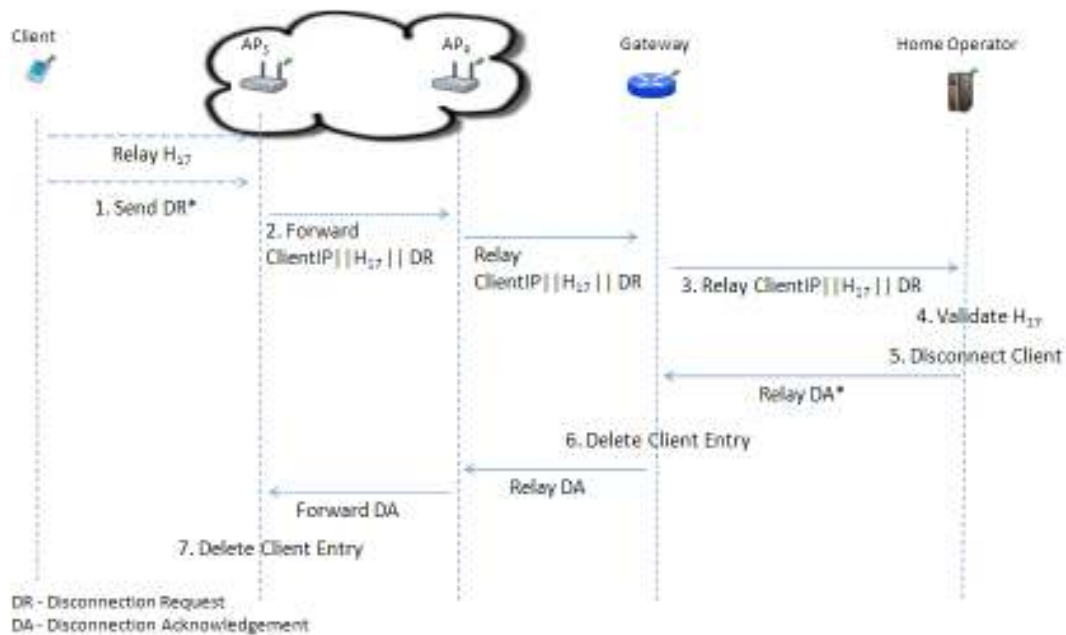 Client
AP₅
AP₄
Gateway
Home Operator
Relay H₁₇
1. Send DR*
2. Forward
ClientIP||H₁₇|| DR
Relay
ClientIP||H₁₇|| DR
3. Relay ClientIP||H₁₇|| DR
4. Validate H₁₇
5. Disconnect Client
Relay DA*
6. Delete Client Entry
Relay DA
Forward DA
7. Delete Client Entry
DR - Disconnection Request
DA - Disconnection Acknowledgement